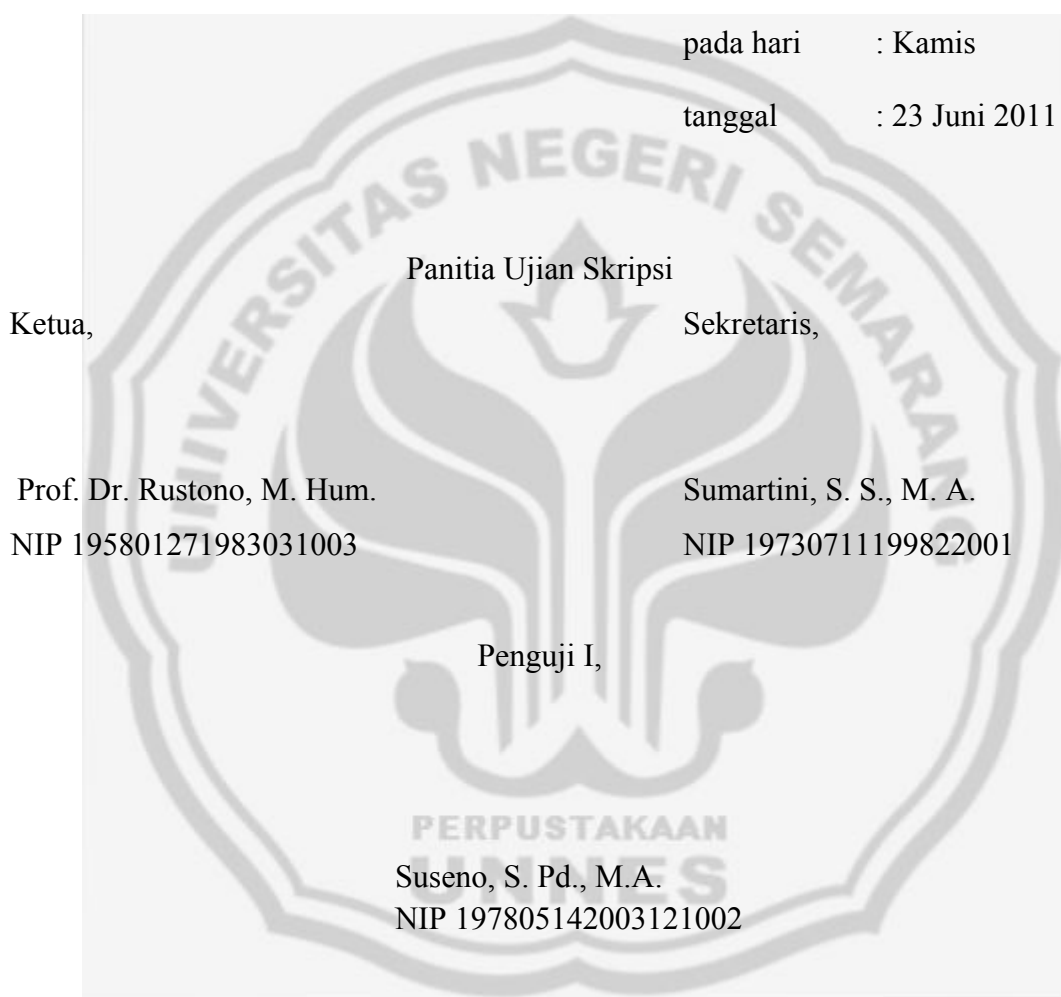 pada hari : Kamis
tanggal : 23 Juni 2011
UNIVERSITAS NEGERI SEMARANG
Panitia Ujian Skripsi
Ketua, Sekretaris,
Prof. Dr. Rustono, M. Hum. Sumartini, S. S., M. A.
NIP 195801271983031003 NIP 19730711199822001
Penguji I,
PERPUSTAKAAN
UNNES
Suseno, S. Pd., M.A.
NIP 197805142003121002